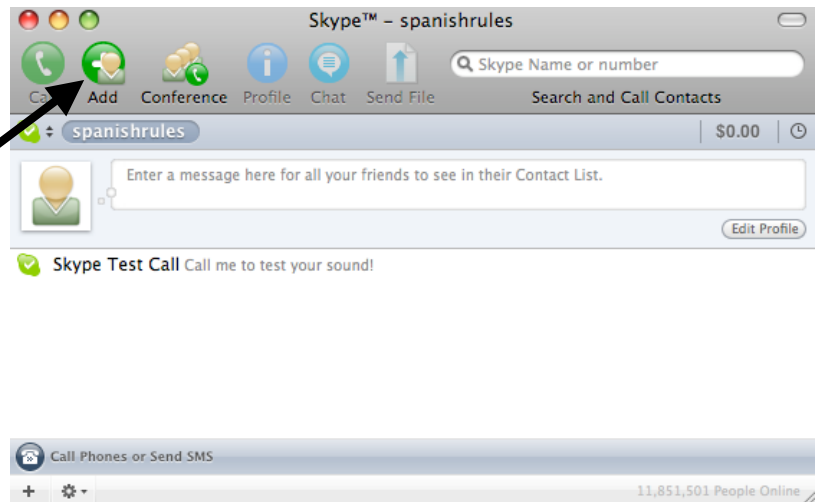 Skype™ – spanishrules
Skype Name or number
Add Conference Profile Chat Send File Search and Call Contacts
spanishrules $0.00
Enter a message here for all your friends to see in their Contact List.
Edit Profile
Skype Test Call Call me to test your sound!
Call Phones or Send SMS
11,851,501 People Online